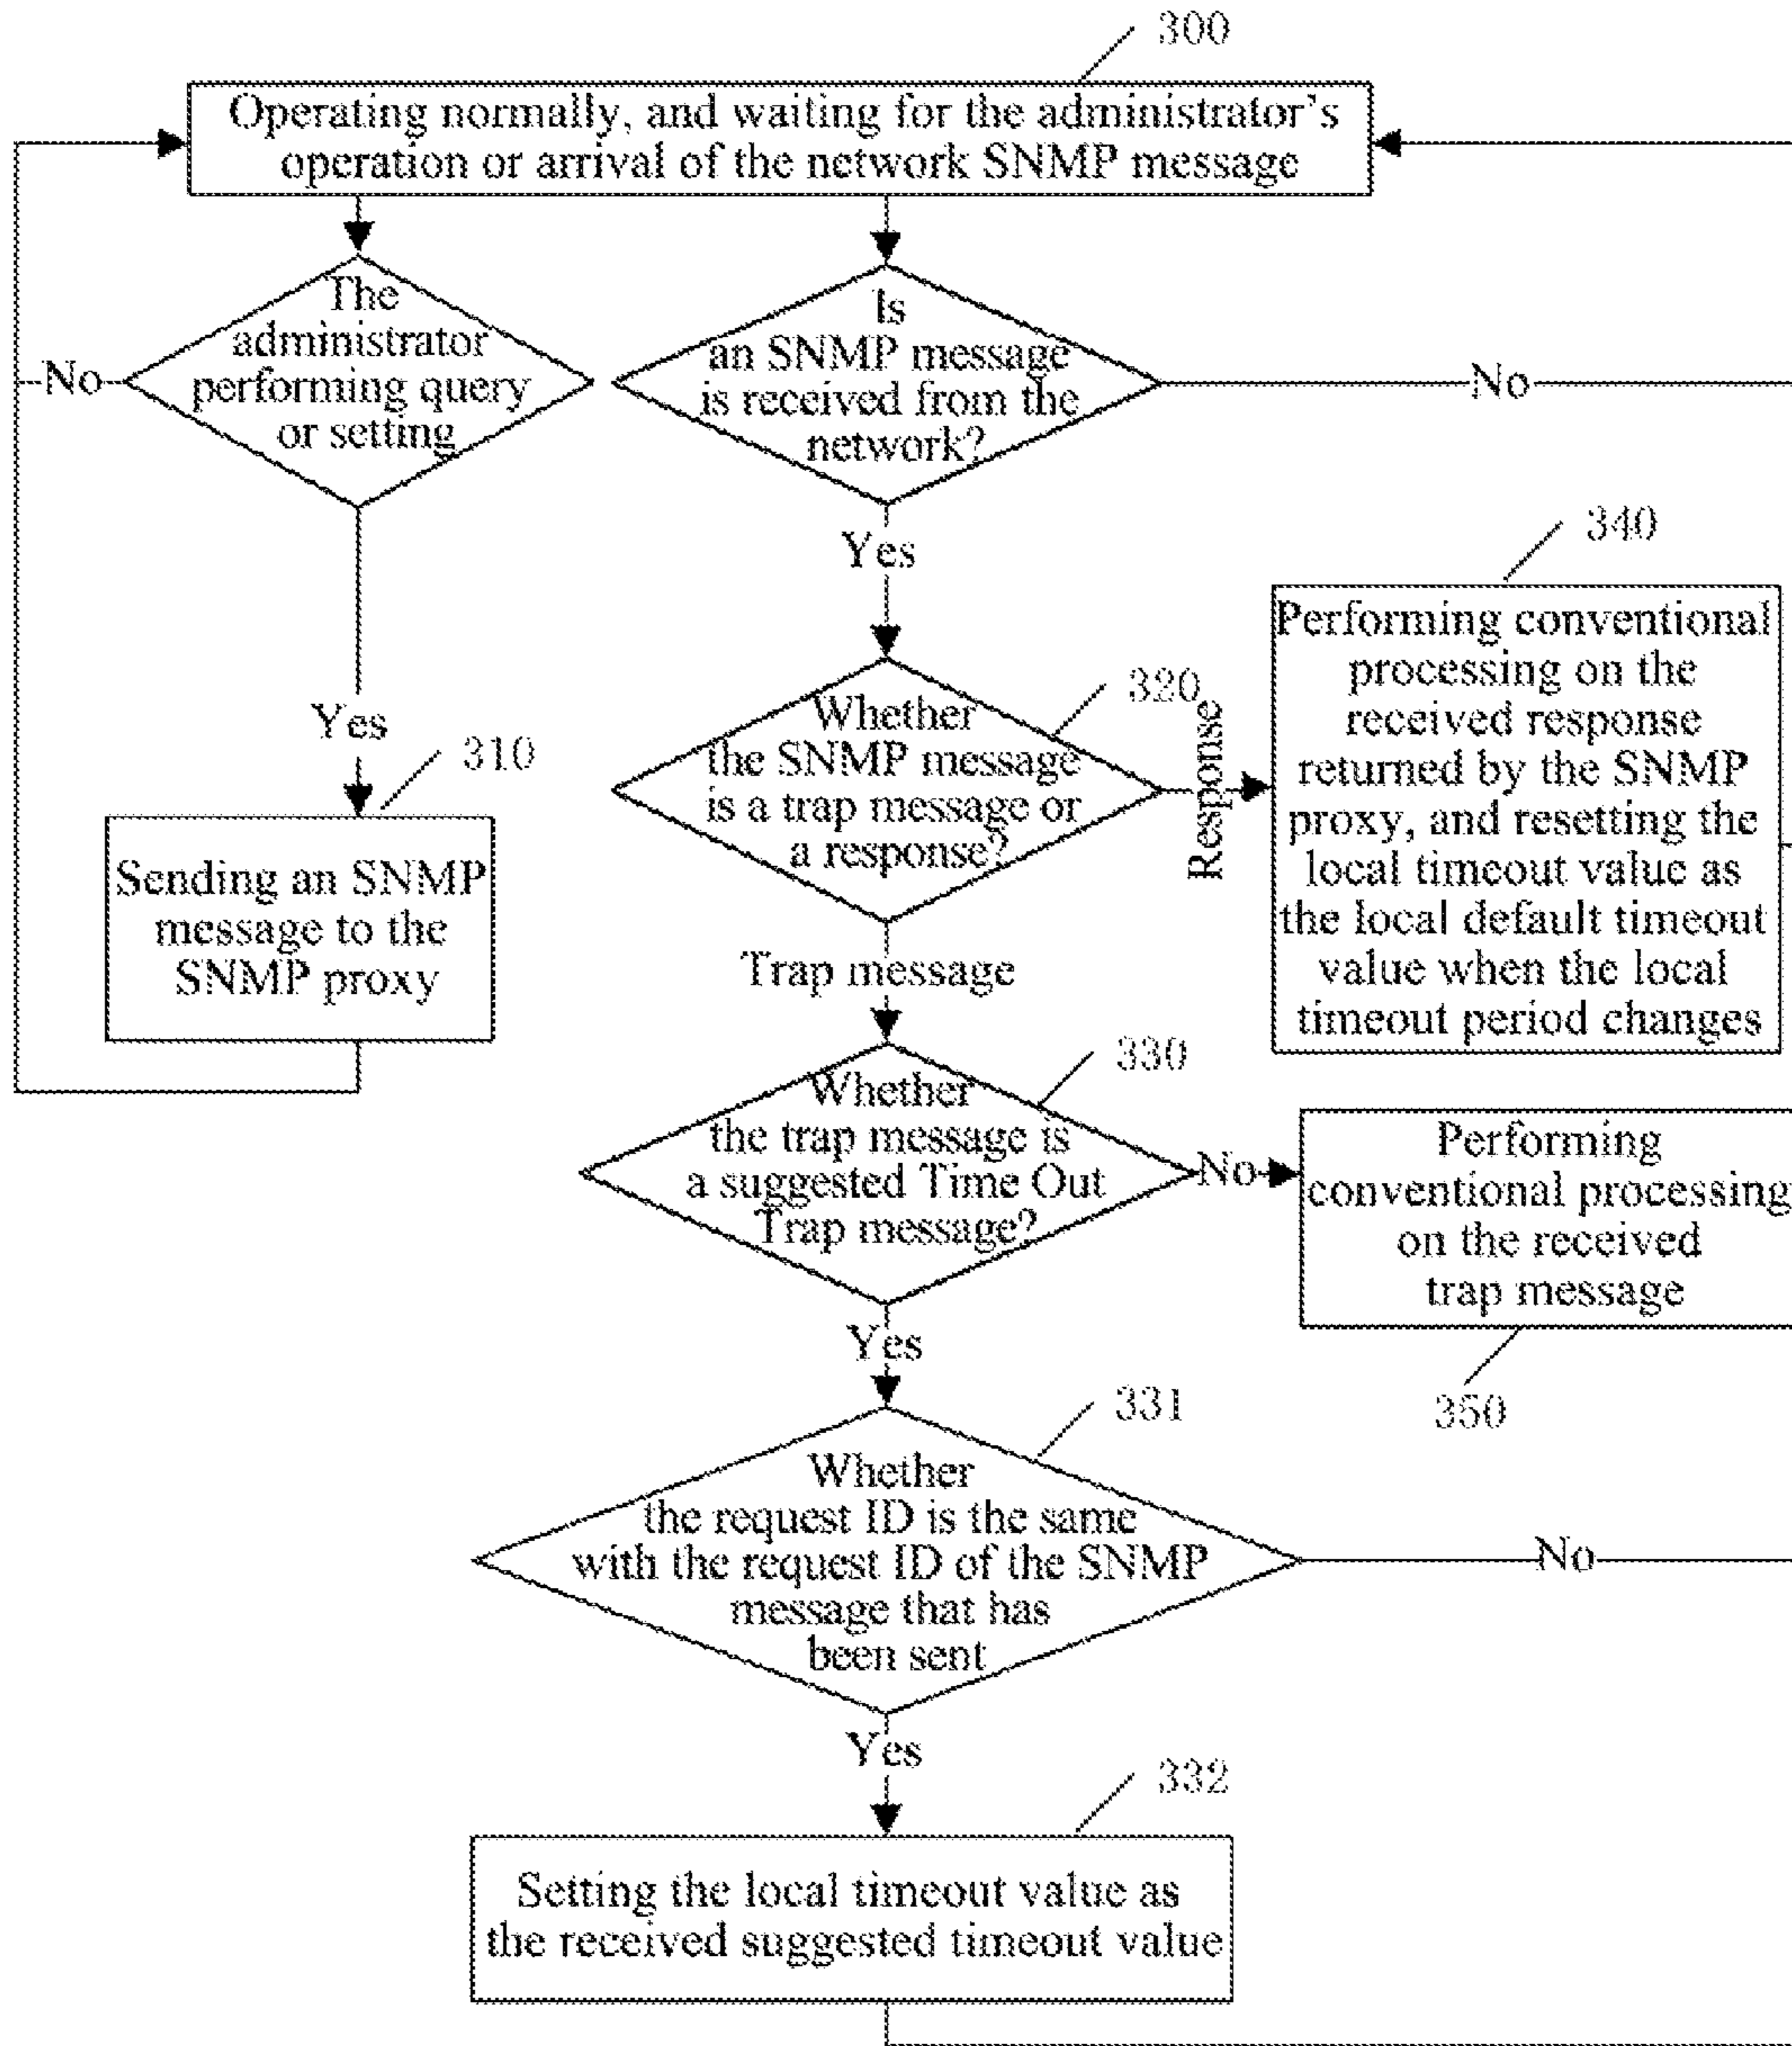 300
Operating normally, and waiting for the administrator's
operation or arrival of the network SNMP message
The
administrator
performing query
or setting
No
Is
an SNMP message
is received from the
network?
No
Yes
Yes
310
Sending an SNMP
message to the
SNMP proxy
320
Whether
the SNMP message
is a trap message or
a response?
Response
340
Performing conventional
processing on the
received response
returned by the SNMP
proxy, and resetting the
local timeout value as
the local default timeout
value when the local
timeout period changes
Trap message
330
Whether
the trap message is
a suggested Time Out
Trap message?
No
Performing
conventional processing
on the received
trap message
350
Yes
331
Whether
the request ID is the same
with the request ID of the SNMP
message that has
been sent
No
Yes
332
Setting the local timeout value as
the received suggested timeout value